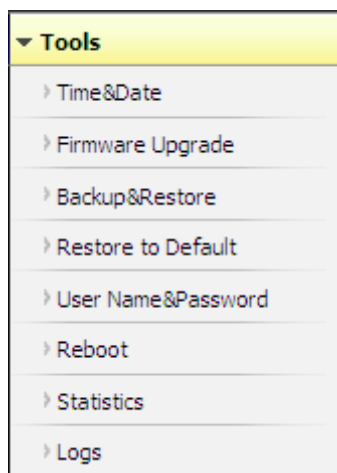 Tools
Time&Date
Firmware Upgrade
Backup&Restore
Restore to Default
User Name&Password
Reboot
Statistics
Logs